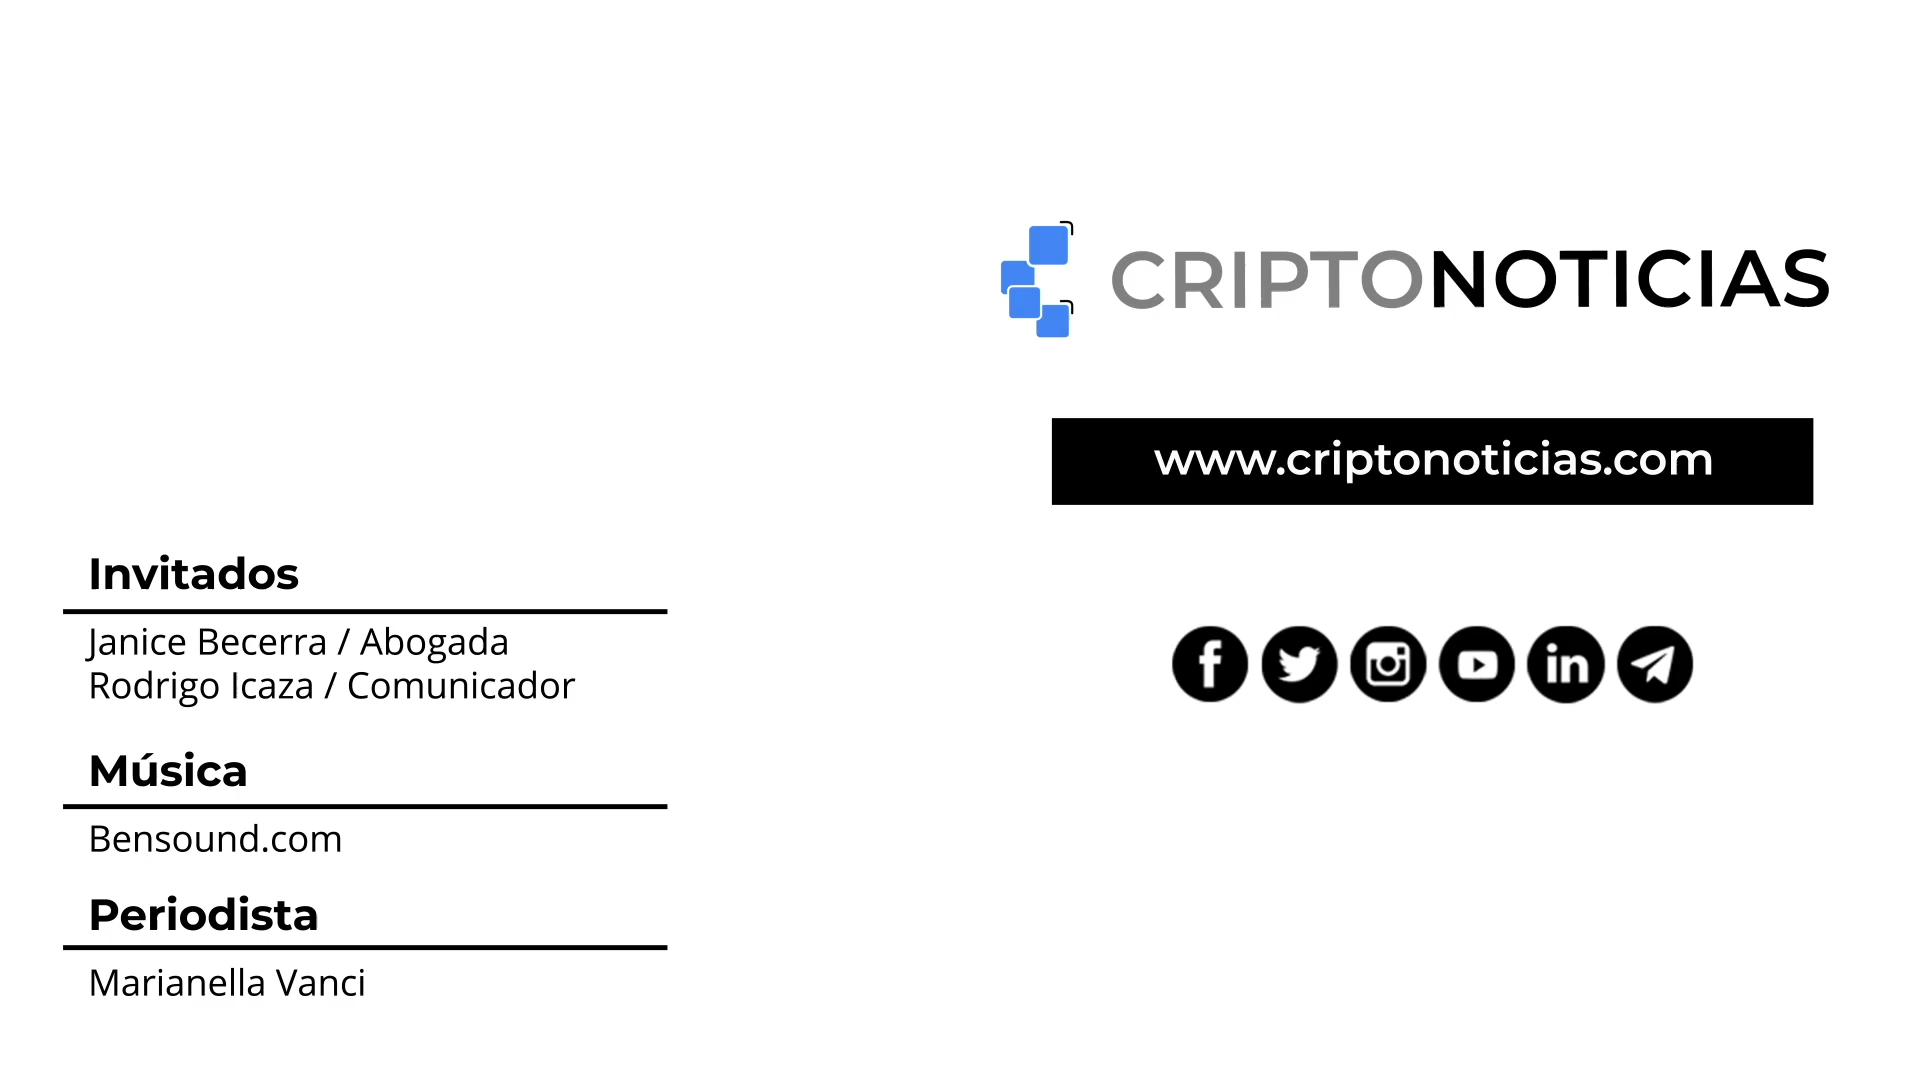 CRIPTONOTICIAS
www.criptonoticias.com
Invitados
Janice Becerra / Abogada
Rodrigo Icaza / Comunicador
Música
Bensound.com
Periodista
Marianella Vanci